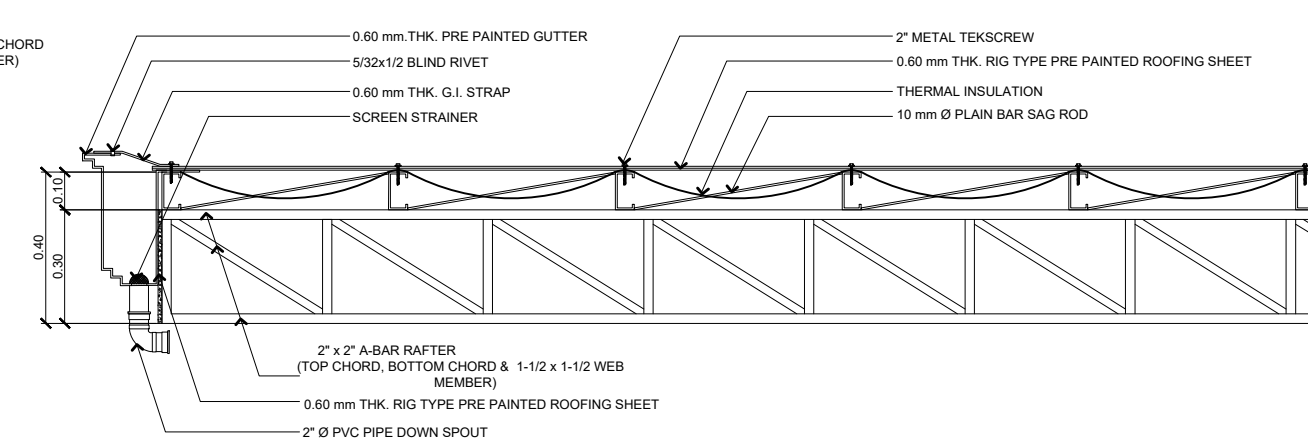 CHORD
ER)
0.60 mm.THK. PRE PAINTED GUTTER
5/32x1/2 BLIND RIVET
0.60 mm THK. G.I. STRAP
SCREEN STRAINER
2" METAL TEKSCREW
0.60 mm THK. RIG TYPE PRE PAINTED ROOFING SHEET
THERMAL INSULATION
10 mm Ø PLAIN BAR SAG ROD
0.10
0.40
0.30
2" x 2" A-BAR RAFTER
(TOP CHORD, BOTTOM CHORD & 1-1/2 x 1-1/2 WEB
MEMBER)
0.60 mm THK. RIG TYPE PRE PAINTED ROOFING SHEET
2" Ø PVC PIPE DOWN SPOUT